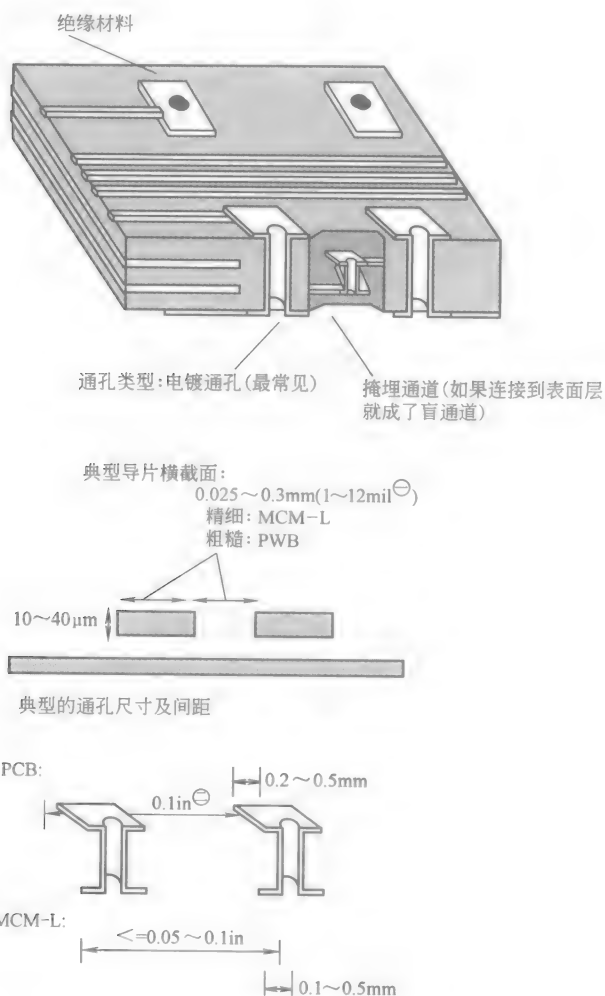 绝缘材料
通孔类型:电镀通孔(最常见)
掩埋通道(如果连接到表面层
就成了盲通道)
典型导片横截面:
0.025~0.3mm(1~12mil㊀)
精细: MCM-L
粗糙: PWB
10~40μm
典型的通孔尺寸及间距
PCB:
0.1in㊁
0.2~0.5mm
MCM-L:
<=0.05~0.1in
0.1~0.5mm